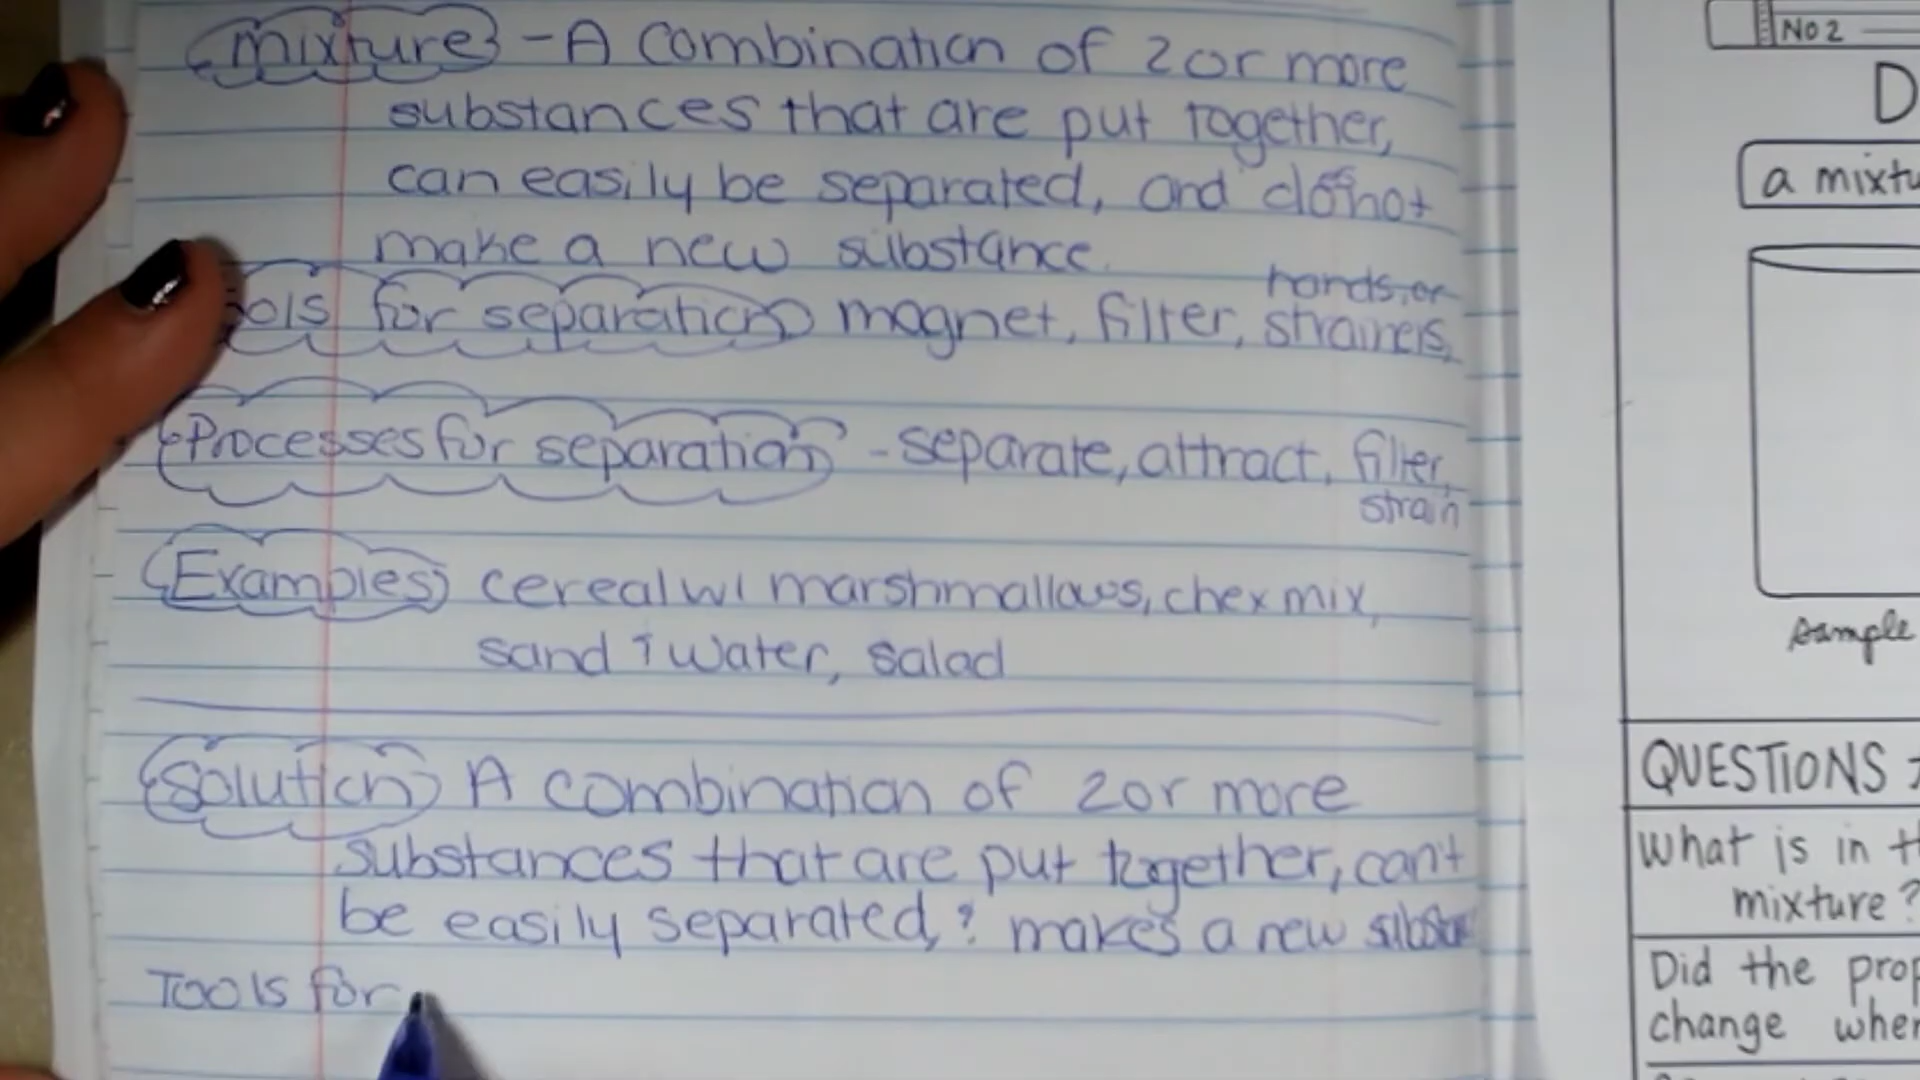 mixture - A combination of 2 or more
substances that are put together,
can easily be separated, and does not
make a new substance.
ols for separation magnet, filter, hands, or
strainers,
Processes for separation - separate, attract, filter,
strain
Examples cereal w/ marshmallows, chex mix,
sand & water, salad
Solution A combination of 2 or more
substances that are put together, can't
be easily separated, & makes a new
Tools for
No 2
D
a mixtu
sample
QUESTIONS
What is in th
mixture?
Did the prop
change when